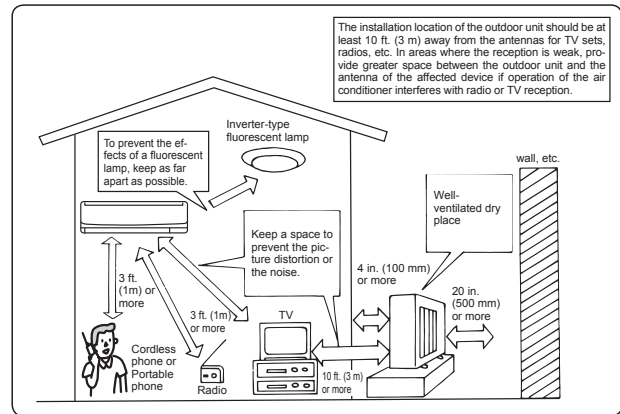 The installation location of the outdoor unit should be at
least 10 ft. (3 m) away from the antennas for TV sets,
radios, etc. In areas where the reception is weak, pro-
vide greater space between the outdoor unit and the
antenna of the affected device if operation of the air
conditioner interferes with radio or TV reception.
Inverter-type
fluorescent lamp
To prevent the ef-
fects of a fluorescent
lamp, keep as far
apart as possible.
wall, etc.
Well-
ventilated dry
place
Keep a space to
prevent the pic-
ture distortion or
the noise.
4 in. (100 mm)
or more
20 in.
(500 mm)
or more
3 ft.
(1m) or
more
3 ft. (1m)
or more
TV
Cordless
phone or
Portable
phone
Radio
10 ft. (3 m)
or more